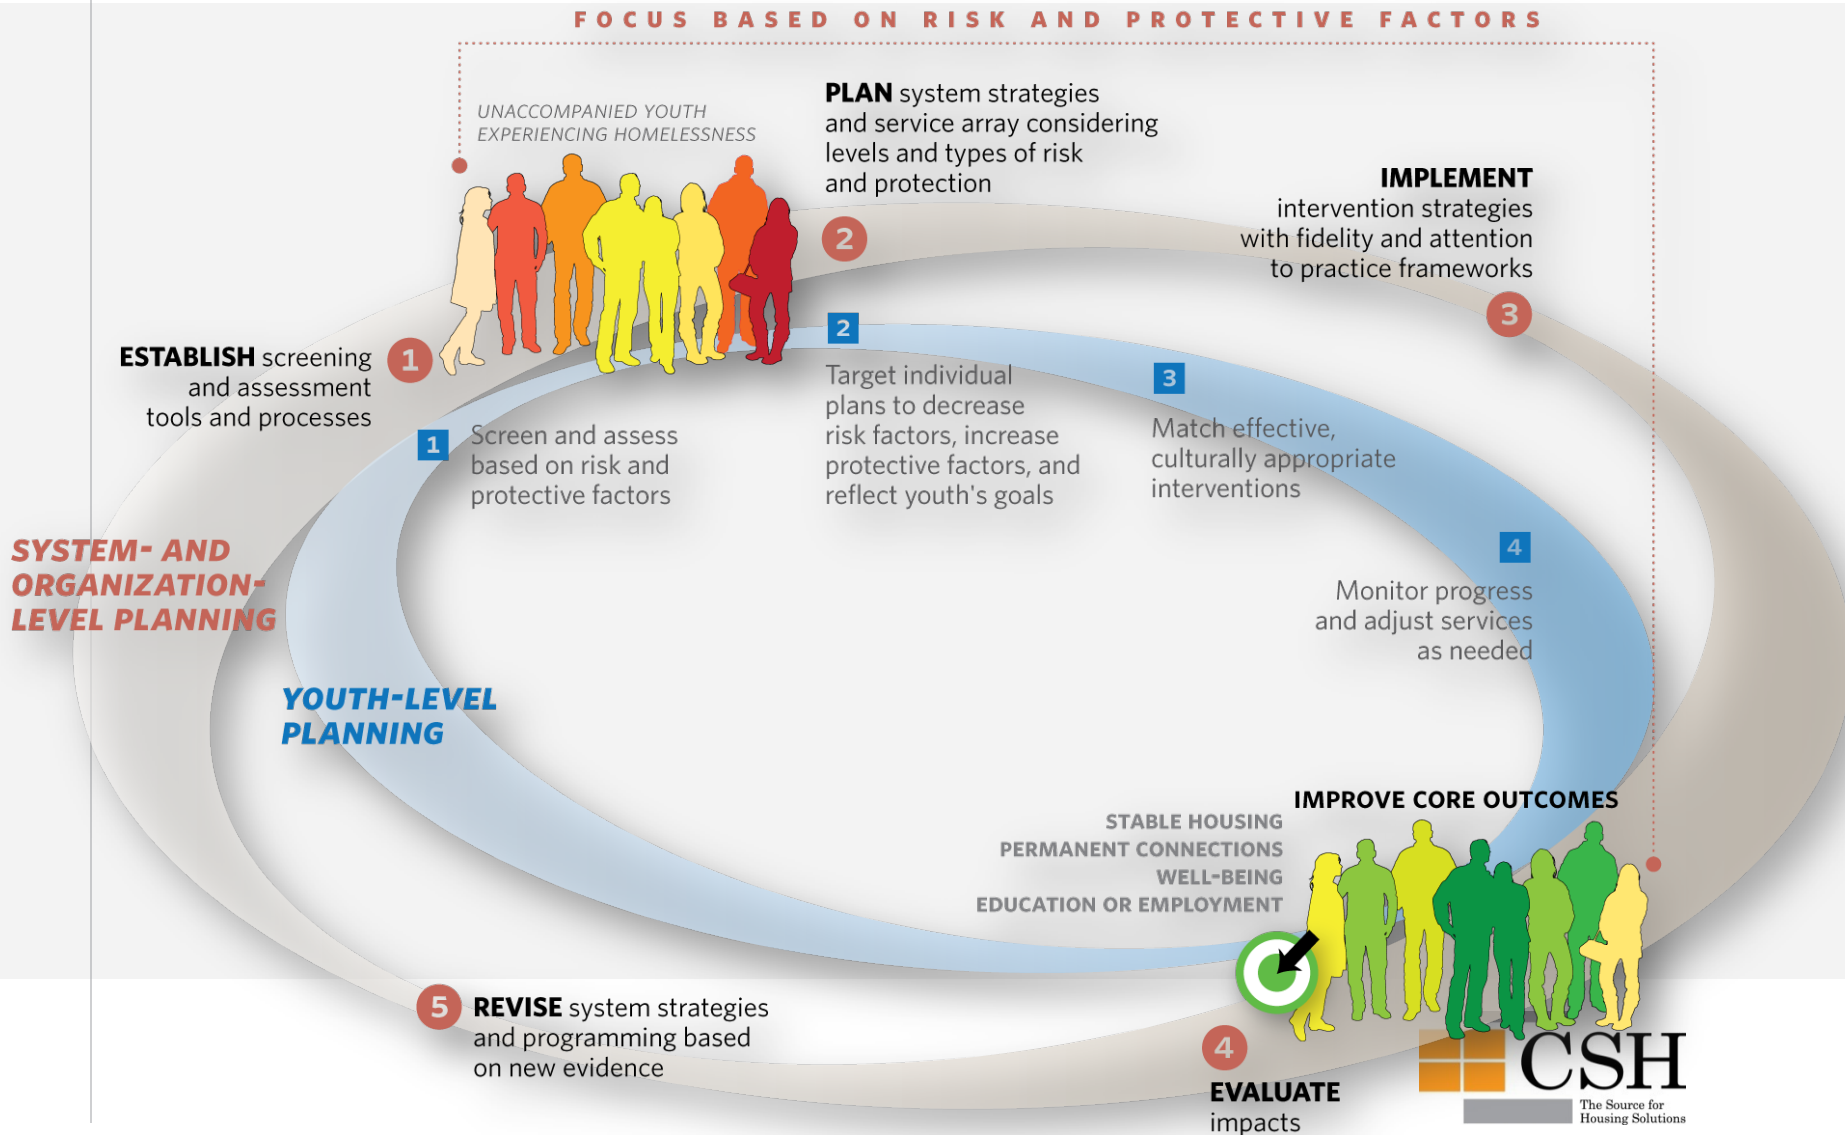 FOCUS BASED ON RISK AND PROTECTIVE FACTORS
UNACCOMPANIED YOUTH
EXPERIENCING HOMELESSNESS
PLAN system strategies
and service array considering
levels and types of risk
and protection
2
IMPLEMENT
intervention strategies
with fidelity and attention
to practice frameworks
3
ESTABLISH screening
and assessment
tools and processes
1
1
Screen and assess
based on risk and
protective factors
2
Target individual
plans to decrease
risk factors, increase
protective factors, and
reflect youth's goals
3
Match effective,
culturally appropriate
interventions
4
Monitor progress
and adjust services
as needed
SYSTEM- AND
ORGANIZATION-
LEVEL PLANNING
YOUTH-LEVEL
PLANNING
IMPROVE CORE OUTCOMES
STABLE HOUSING
PERMANENT CONNECTIONS
WELL-BEING
EDUCATION OR EMPLOYMENT
5
REVISE system strategies
and programming based
on new evidence
4
EVALUATE
impacts
CSH
The Source for
Housing Solutions